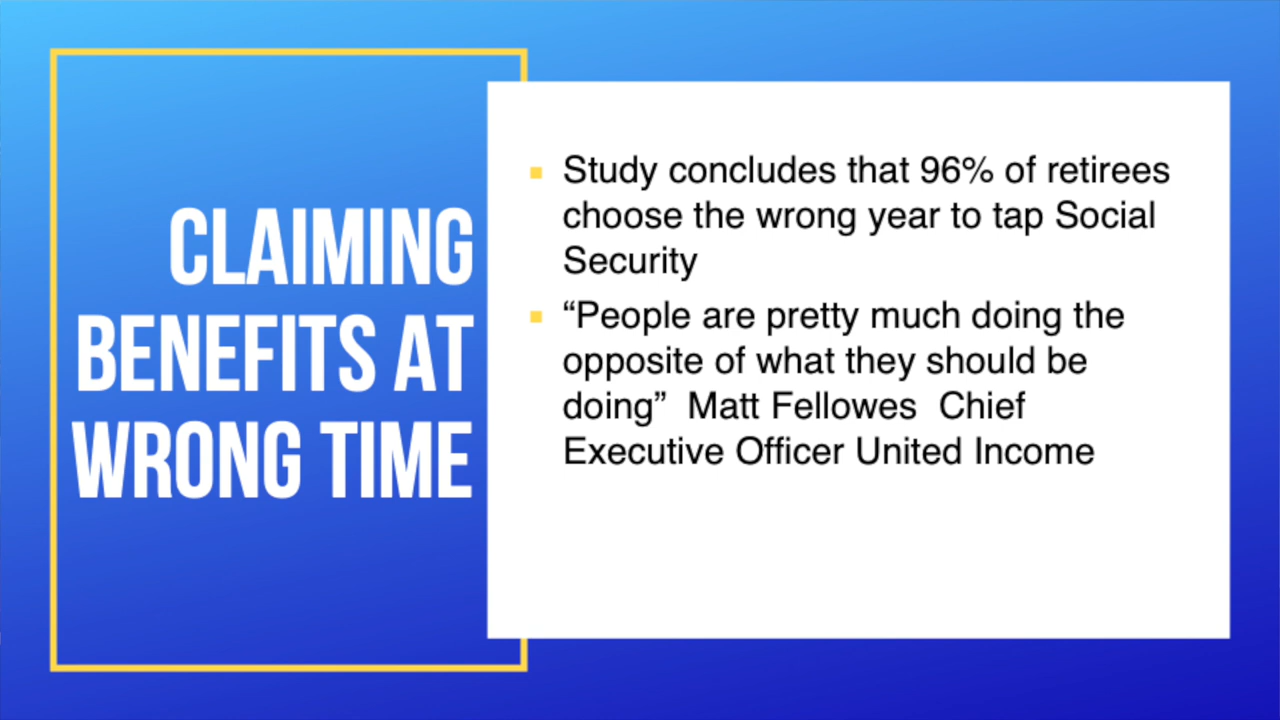 CLAIMING
BENEFITS AT
WRONG TIME
Study concludes that 96% of retirees
choose the wrong year to tap Social
Security
“People are pretty much doing the
opposite of what they should be
doing”  Matt Fellowes  Chief
Executive Officer United Income